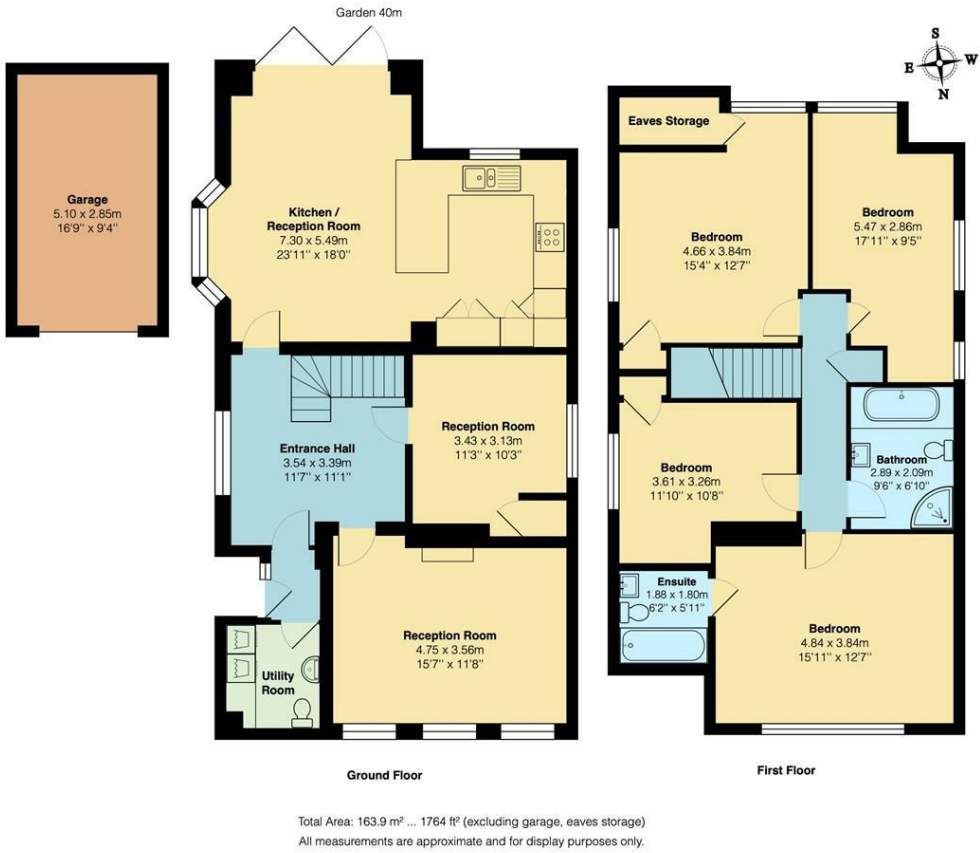 Garden 40m
S
E
W
N
Garage
5.10 x 2.85m
16'9" x 9'4"
Kitchen /
Reception Room
7.30 x 5.49m
23'11" x 18'0"
Reception Room
3.43 x 3.13m
11'3" x 10'3"
Entrance Hall
3.54 x 3.39m
11'7" x 11'1"
Reception Room
4.75 x 3.56m
15'7" x 11'8"
Utility
Room
Ground Floor
Eaves Storage
Bedroom
4.66 x 3.84m
15'4" x 12'7"
Bedroom
5.47 x 2.86m
17'11" x 9'5"
Bedroom
3.61 x 3.26m
11'10" x 10'8"
Bathroom
2.89 x 2.09m
9'6" x 6'10"
Ensuite
1.88 x 1.80m
6'2" x 5'11"
Bedroom
4.84 x 3.84m
15'11" x 12'7"
First Floor
Total Area: 163.9 m² ... 1764 ft² (excluding garage, eaves storage)
All measurements are approximate and for display purposes only.